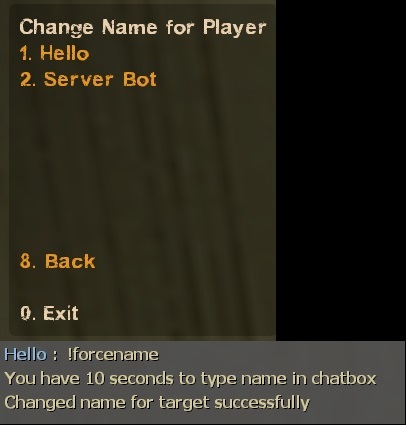 Change Name for Player
1. Hello
2. Server Bot
8. Back
0. Exit
Hello : !forcename
You have 10 seconds to type name in chatbox
Changed name for target successfully